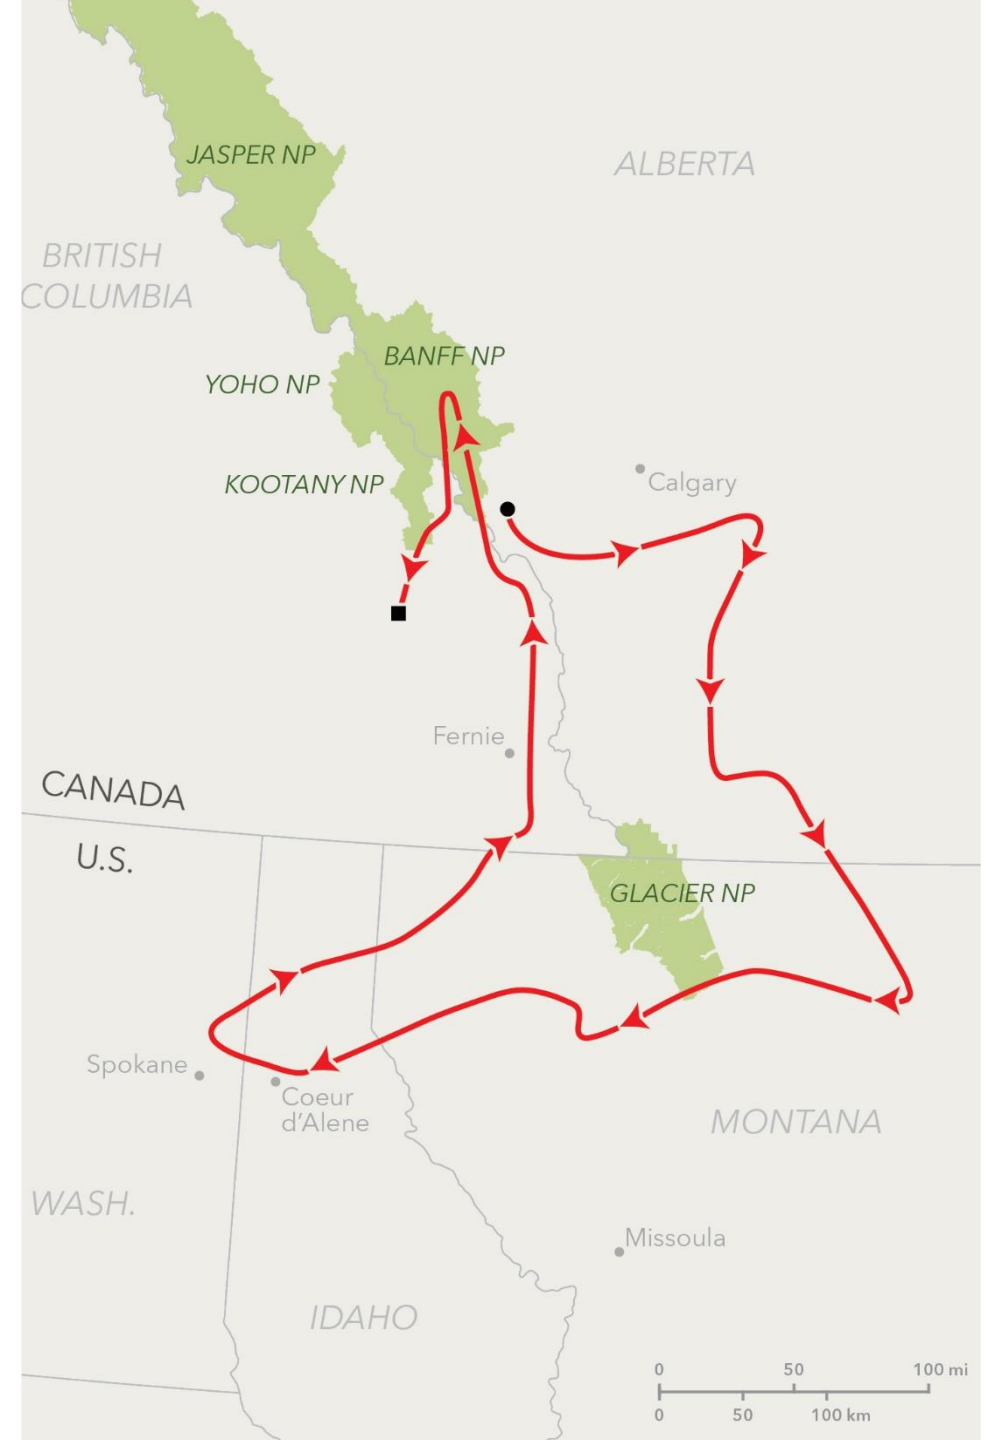 JASPER NP
ALBERTA
BRITISH
COLUMBIA
BANFF NP
YOHO NP
KOOTANY NP
Calgary
Fernie
CANADA
U.S.
GLACIER NP
Spokane
Coeur
d'Alene
MONTANA
WASH.
Missoula
IDAHO
0 50 100 mi
0 50 100 km